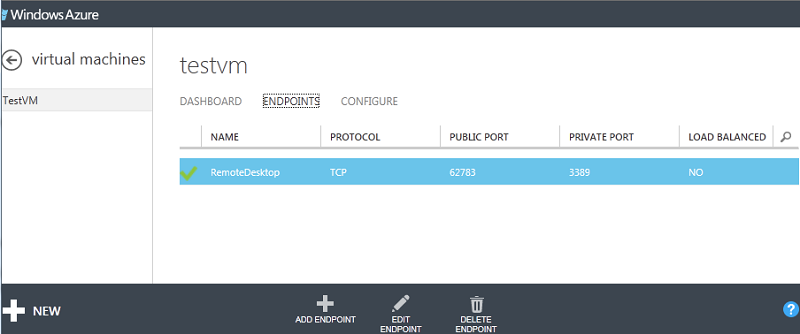 Windows Azure
virtual machines
TestVM
testvm
DASHBOARD ENDPOINTS CONFIGURE
NAME PROTOCOL PUBLIC PORT PRIVATE PORT LOAD BALANCED
RemoteDesktop TCP 62783 3389 NO
NEW
ADD ENDPOINT
EDIT
ENDPOINT
DELETE
ENDPOINT
?